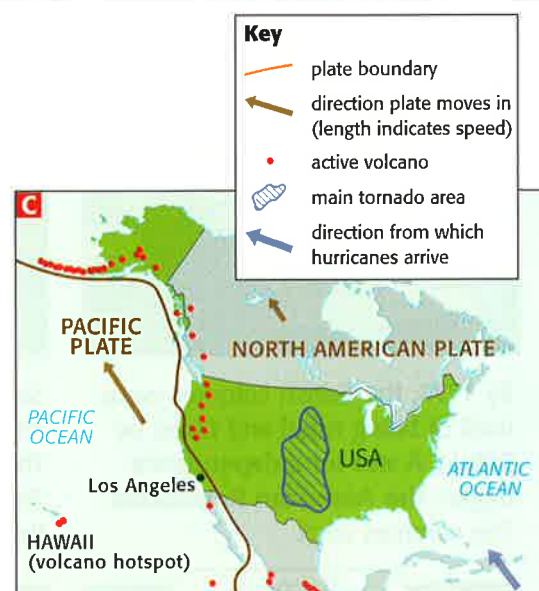 Key
plate boundary
direction plate moves in
(length indicates speed)
active volcano
main tornado area
direction from which
hurricanes arrive
C
PACIFIC
PLATE
NORTH AMERICAN PLATE
PACIFIC
OCEAN
USA
ATLANTIC
OCEAN
Los Angeles
HAWAII
(volcano hotspot)